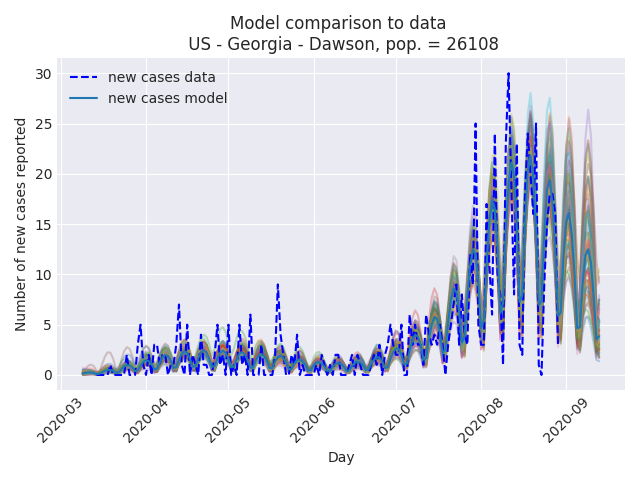 Model comparison to data
US - Georgia - Dawson, pop. = 26108
new cases data
new cases model
Number of new cases reported
30
25
20
15
10
5
0
2020-03
2020-04
2020-05
2020-06
2020-07
2020-08
2020-09
Day